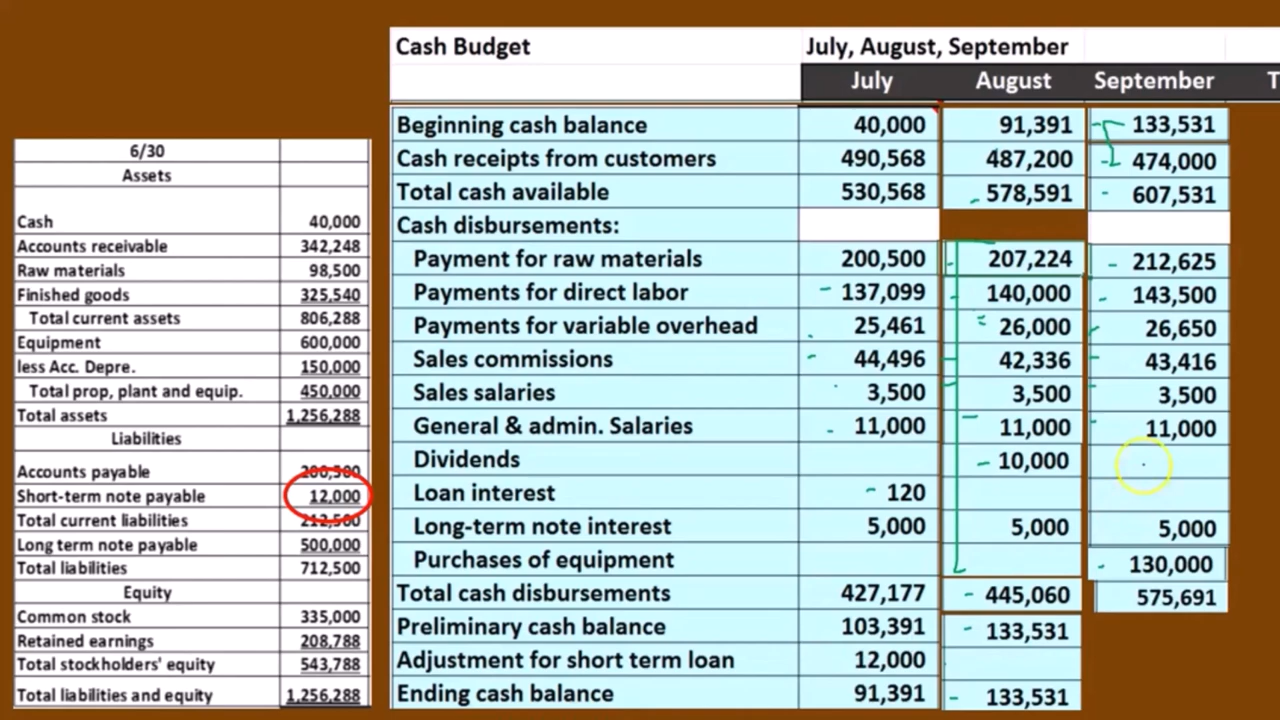 Cash Budget July, August, September
July August September T
Beginning cash balance 40,000 91,391 133,531
Cash receipts from customers 490,568 487,200 474,000
Total cash available 530,568 578,591 607,531
Cash disbursements:
Payment for raw materials 200,500 207,224 212,625
Payments for direct labor 137,099 140,000 143,500
Payments for variable overhead 25,461 26,000 26,650
Sales commissions 44,496 42,336 43,416
Sales salaries 3,500 3,500 3,500
General & admin. Salaries 11,000 11,000 11,000
Dividends 10,000
Loan interest 120
Long-term note interest 5,000 5,000 5,000
Purchases of equipment 130,000
Total cash disbursements 427,177 445,060 575,691
Preliminary cash balance 103,391 133,531
Adjustment for short term loan 12,000
Ending cash balance 91,391 133,531
6/30
Assets
Cash 40,000
Accounts receivable 342,248
Raw materials 98,500
Finished goods 325,540
Total current assets 806,288
Equipment 600,000
less Acc. Depre. 150,000
Total prop, plant and equip. 450,000
Total assets 1,256,288
Liabilities
Accounts payable 200,500
Short-term note payable 12,000
Total current liabilities 212,500
Long term note payable 500,000
Total liabilities 712,500
Equity
Common stock 335,000
Retained earnings 208,788
Total stockholders' equity 543,788
Total liabilities and equity 1,256,288